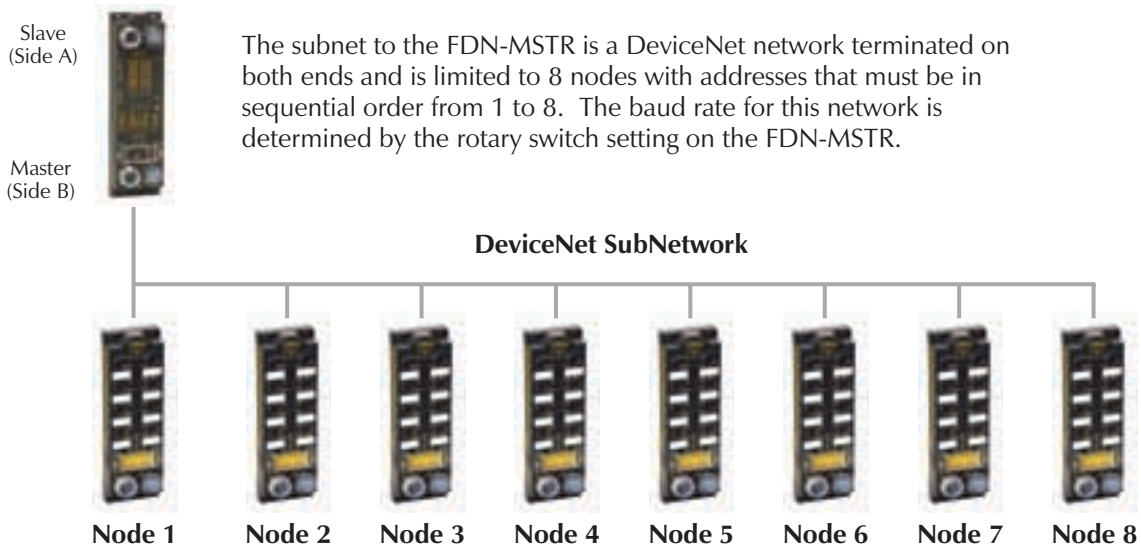 Slave
(Side A)
The subnet to the FDN-MSTR is a DeviceNet network terminated on
both ends and is limited to 8 nodes with addresses that must be in
sequential order from 1 to 8.  The baud rate for this network is
determined by the rotary switch setting on the FDN-MSTR.
Master
(Side B)
DeviceNet SubNetwork
Node 1
Node 2
Node 3
Node 4
Node 5
Node 6
Node 7
Node 8